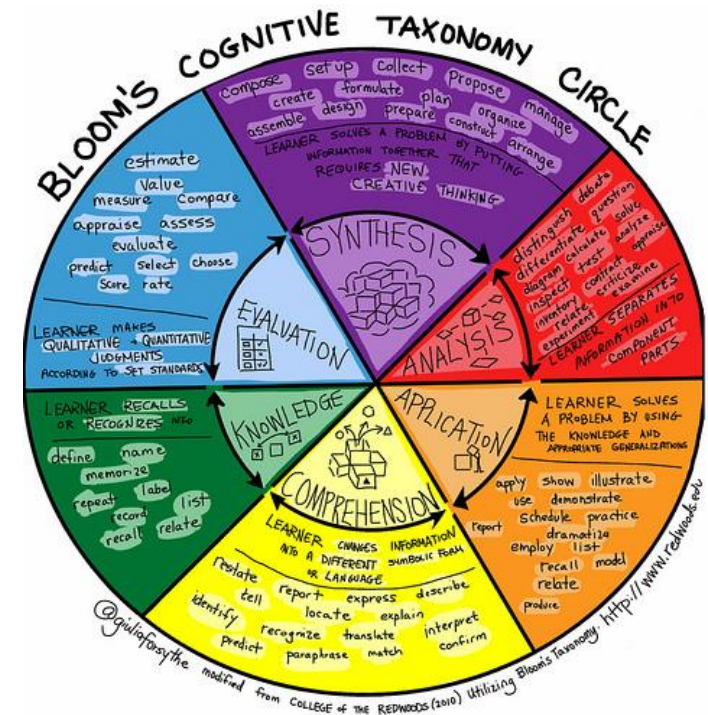 BLOOM'S COGNITIVE TAXONOMY CIRCLE
compose set up collect propose manage
create formulate plan organize
assemble design prepare construct arrange
LEARNER SOLVES A PROBLEM BY PUTTING
INFORMATION TOGETHER THAT
REQUIRES NEW
CREATIVE THINKING
SYNTHESIS
distinguish debate
differentiate question
diagram calculate solve
inspect test analyze
inventory contract appraise
relate criticize
experiment examine
LEARNER SEPARATES
INFORMATION INTO
COMPONENT
PARTS
ANALYSIS
LEARNER SOLVES
A PROBLEM BY USING
THE KNOWLEDGE AND
APPROPRIATE GENERALIZATIONS
apply show illustrate
use demonstrate
schedule practice
report dramatize
employ list
recall model
relate
produce
APPLICATION
COMPREHENSION
LEARNER CHANGES INFORMATION
INTO A DIFFERENT SYMBOLIC FORM
OR LANGUAGE
restate report express describe
tell locate explain
identify recognize translate interpret
predict paraphrase match confirm
KNOWLEDGE
LEARNER RECALLS
OR RECOGNIZES INFO
define name
memorize
repeat label list
record
recall relate
EVALUATION
estimate
value
measure compare
appraise assess
evaluate
predict select choose
score rate
LEARNER MAKES
QUALITATIVE + QUANTITATIVE
JUDGMENTS
ACCORDING TO SET STANDARDS
@giuliaforsythe modified from COLLEGE OF THE REDWOODS (2010) Utilizing Bloom's Taxonomy. http://www.redwoods.edu